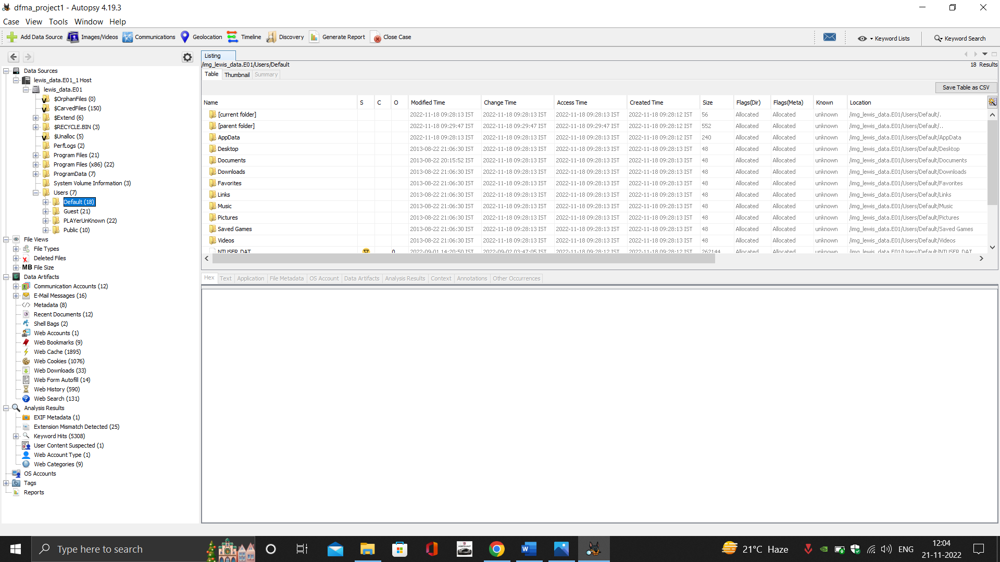 dfma_project1 - Autopsy 4.19.3
Case View Tools Window Help
Add Data Source Images/Videos Communications Geolocation Timeline Discovery Generate Report Close Case Keyword Lists Keyword Search
Data Sources
lewis_data.E01_1 Host
lewis_data.E01
$OrphanFiles (0)
$CarvedFiles (150)
$Extend (6)
$RECYCLE.BIN (3)
$Unalloc (5)
PerfLogs (2)
Program Files (21)
Program Files (x86) (22)
ProgramData (7)
System Volume Information (3)
Users (7)
Default (18)
Guest (21)
PLAYerUnKnown (22)
Public (10)
File Views
File Types
Deleted Files
MB File Size
Data Artifacts
Communication Accounts (12)
E-Mail Messages (16)
Metadata (8)
Recent Documents (12)
Shell Bags (2)
Web Accounts (1)
Web Bookmarks (9)
Web Cache (1895)
Web Cookies (1076)
Web Downloads (33)
Web Form Autofill (14)
Web History (590)
Web Search (131)
Analysis Results
EXIF Metadata (1)
Extension Mismatch Detected (25)
Keyword Hits (5308)
User Content Suspected (1)
Web Account Type (1)
Web Categories (9)
OS Accounts
Tags
Reports
Listing
/img_lewis_data.E01/Users/Default 18 Results
Table Thumbnail Summary
Save Table as CSV
Name S C O Modified Time Change Time Access Time Created Time Size Flags(Dir) Flags(Meta) Known Location
[current folder] 2022-11-18 09:28:13 IST 2022-11-18 09:28:13 IST 2022-11-18 09:28:13 IST 2022-11-18 09:28:12 IST 56 Allocated Allocated unknown /img_lewis_data.E01/Users/Default/.
[parent folder] 2022-11-18 09:29:47 IST 2022-11-18 09:29:47 IST 2022-11-18 09:29:47 IST 2022-11-18 09:28:12 IST 552 Allocated Allocated unknown /img_lewis_data.E01/Users/Default/..
AppData 2022-11-18 09:28:13 IST 2022-11-18 09:28:13 IST 2022-11-18 09:28:13 IST 2022-11-18 09:28:12 IST 240 Allocated Allocated unknown /img_lewis_data.E01/Users/Default/AppData
Desktop 2013-08-22 21:06:30 IST 2022-11-18 09:28:13 IST 2022-11-18 09:28:13 IST 2022-11-18 09:28:13 IST 48 Allocated Allocated unknown /img_lewis_data.E01/Users/Default/Desktop
Documents 2013-08-22 20:15:52 IST 2022-11-18 09:28:13 IST 2022-11-18 09:28:13 IST 2022-11-18 09:28:13 IST 48 Allocated Allocated unknown /img_lewis_data.E01/Users/Default/Documents
Downloads 2013-08-22 21:06:30 IST 2022-11-18 09:28:13 IST 2022-11-18 09:28:13 IST 2022-11-18 09:28:13 IST 48 Allocated Allocated unknown /img_lewis_data.E01/Users/Default/Downloads
Favorites 2013-08-22 21:06:30 IST 2022-11-18 09:28:13 IST 2022-11-18 09:28:13 IST 2022-11-18 09:28:13 IST 48 Allocated Allocated unknown /img_lewis_data.E01/Users/Default/Favorites
Links 2013-08-22 21:06:30 IST 2022-11-18 09:28:13 IST 2022-11-18 09:28:13 IST 2022-11-18 09:28:13 IST 48 Allocated Allocated unknown /img_lewis_data.E01/Users/Default/Links
Music 2013-08-22 21:06:30 IST 2022-11-18 09:28:13 IST 2022-11-18 09:28:13 IST 2022-11-18 09:28:13 IST 48 Allocated Allocated unknown /img_lewis_data.E01/Users/Default/Music
Pictures 2013-08-22 21:06:30 IST 2022-11-18 09:28:13 IST 2022-11-18 09:28:13 IST 2022-11-18 09:28:13 IST 48 Allocated Allocated unknown /img_lewis_data.E01/Users/Default/Pictures
Saved Games 2013-08-22 21:06:30 IST 2022-11-18 09:28:13 IST 2022-11-18 09:28:13 IST 2022-11-18 09:28:13 IST 48 Allocated Allocated unknown /img_lewis_data.E01/Users/Default/Saved Games
Videos 2013-08-22 21:06:30 IST 2022-11-18 09:28:13 IST 2022-11-18 09:28:13 IST 2022-11-18 09:28:13 IST 48 Allocated Allocated unknown /img_lewis_data.E01/Users/Default/Videos
NTUSER.DAT 0 2022-09-01 14:20:50 IST 2022-09-02 03:47:05 IST 2022-11-18 09:28:12 IST 2022-11-18 09:28:12 IST 262144 Allocated Allocated unknown /img_lewis_data.E01/Users/Default/NTUSER.DAT
Hex Text Application File Metadata OS Account Data Artifacts Analysis Results Context Annotations Other Occurrences
Type here to search
21°C Haze
ENG
12:04
21-11-2022